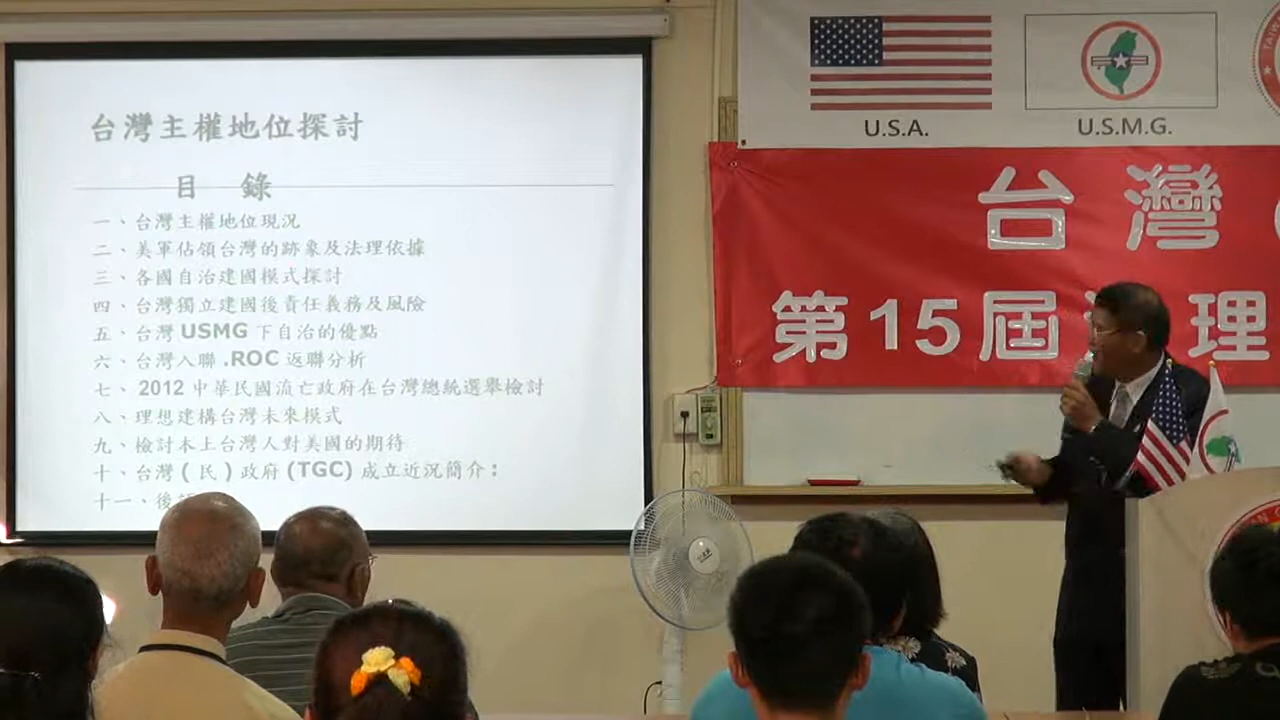 台灣主權地位探討
目 錄
一、台灣主權地位現況
二、美軍佔領台灣的跡象及法理依據
三、各國自治建國模式探討
四、台灣獨立建國後責任義務及風險
五、台灣 USMG 下自治的優點
六、台灣入聯 .ROC 返聯分析
七、 2012 中華民國流亡政府在台灣總統選舉檢討
八、理想建構台灣未來模式
九、檢討本土台灣人對美國的期待
十、台灣 ( 民 ) 政府 (TGC) 成立近況簡介：
十一、後
U.S.A.
U.S.M.G.
台灣
第15屆 理